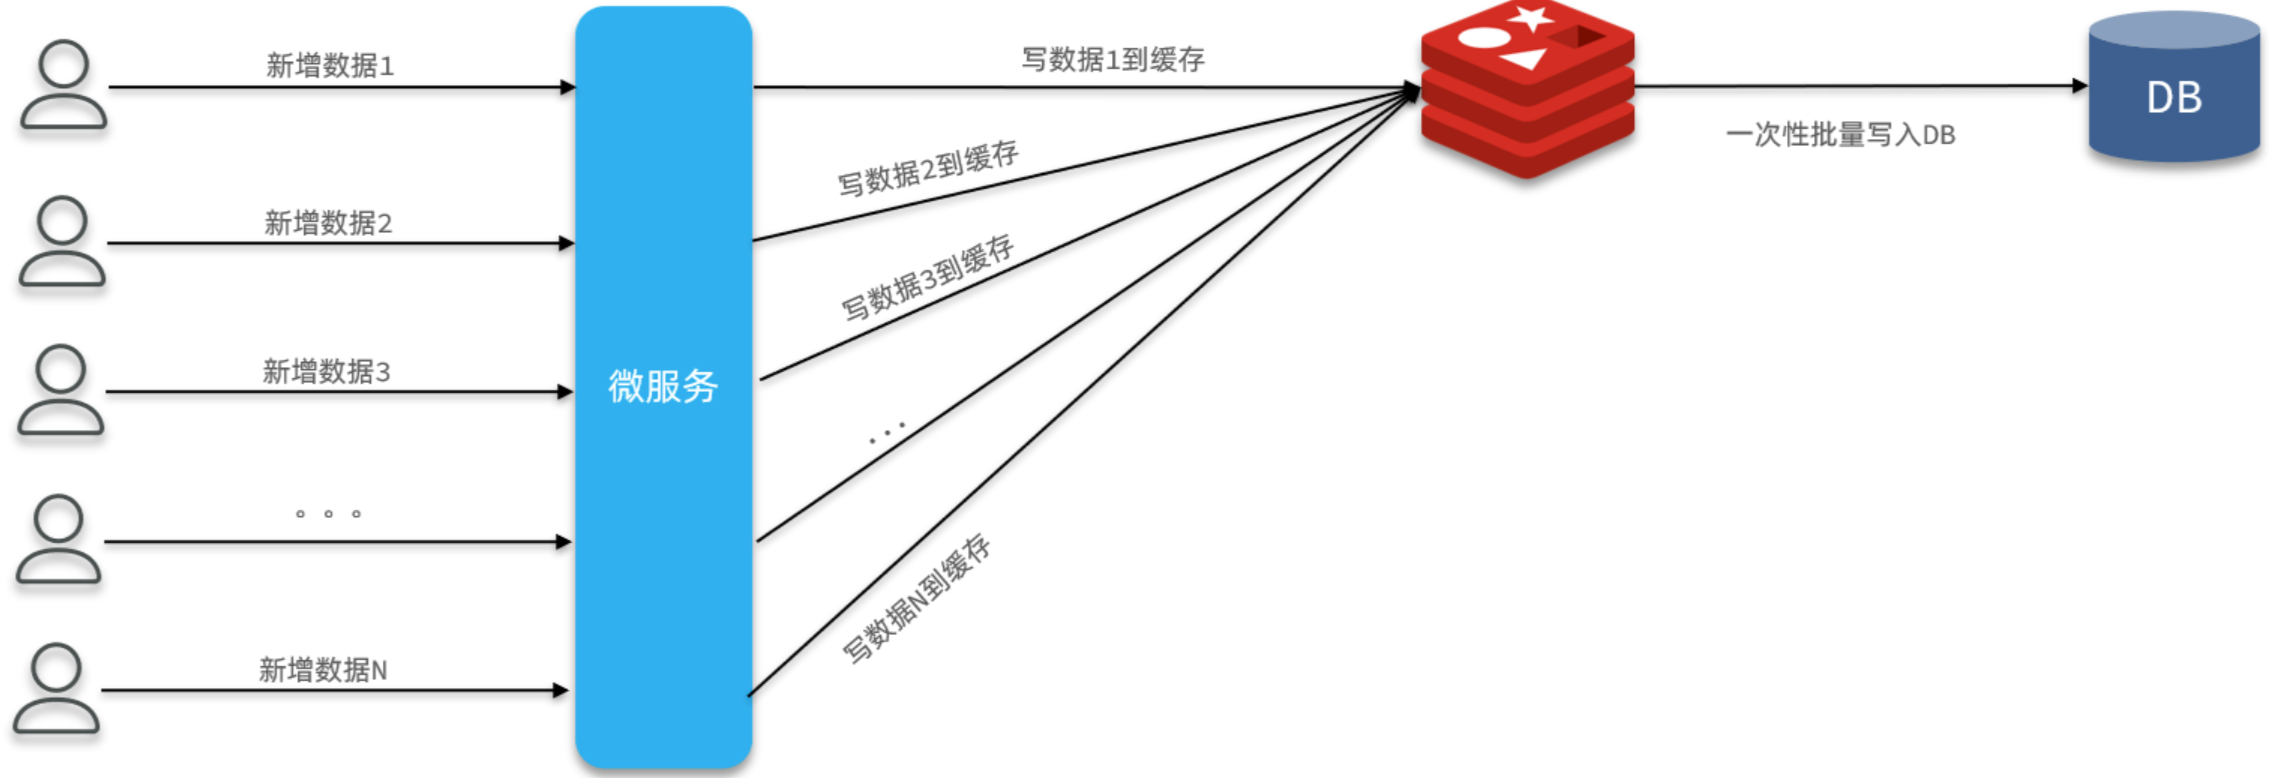 新增数据1
写数据1到缓存
DB
一次性批量写入DB
写数据2到缓存
新增数据2
写数据3到缓存
新增数据3
微服务
...
。。。
写数据N到缓存
新增数据N